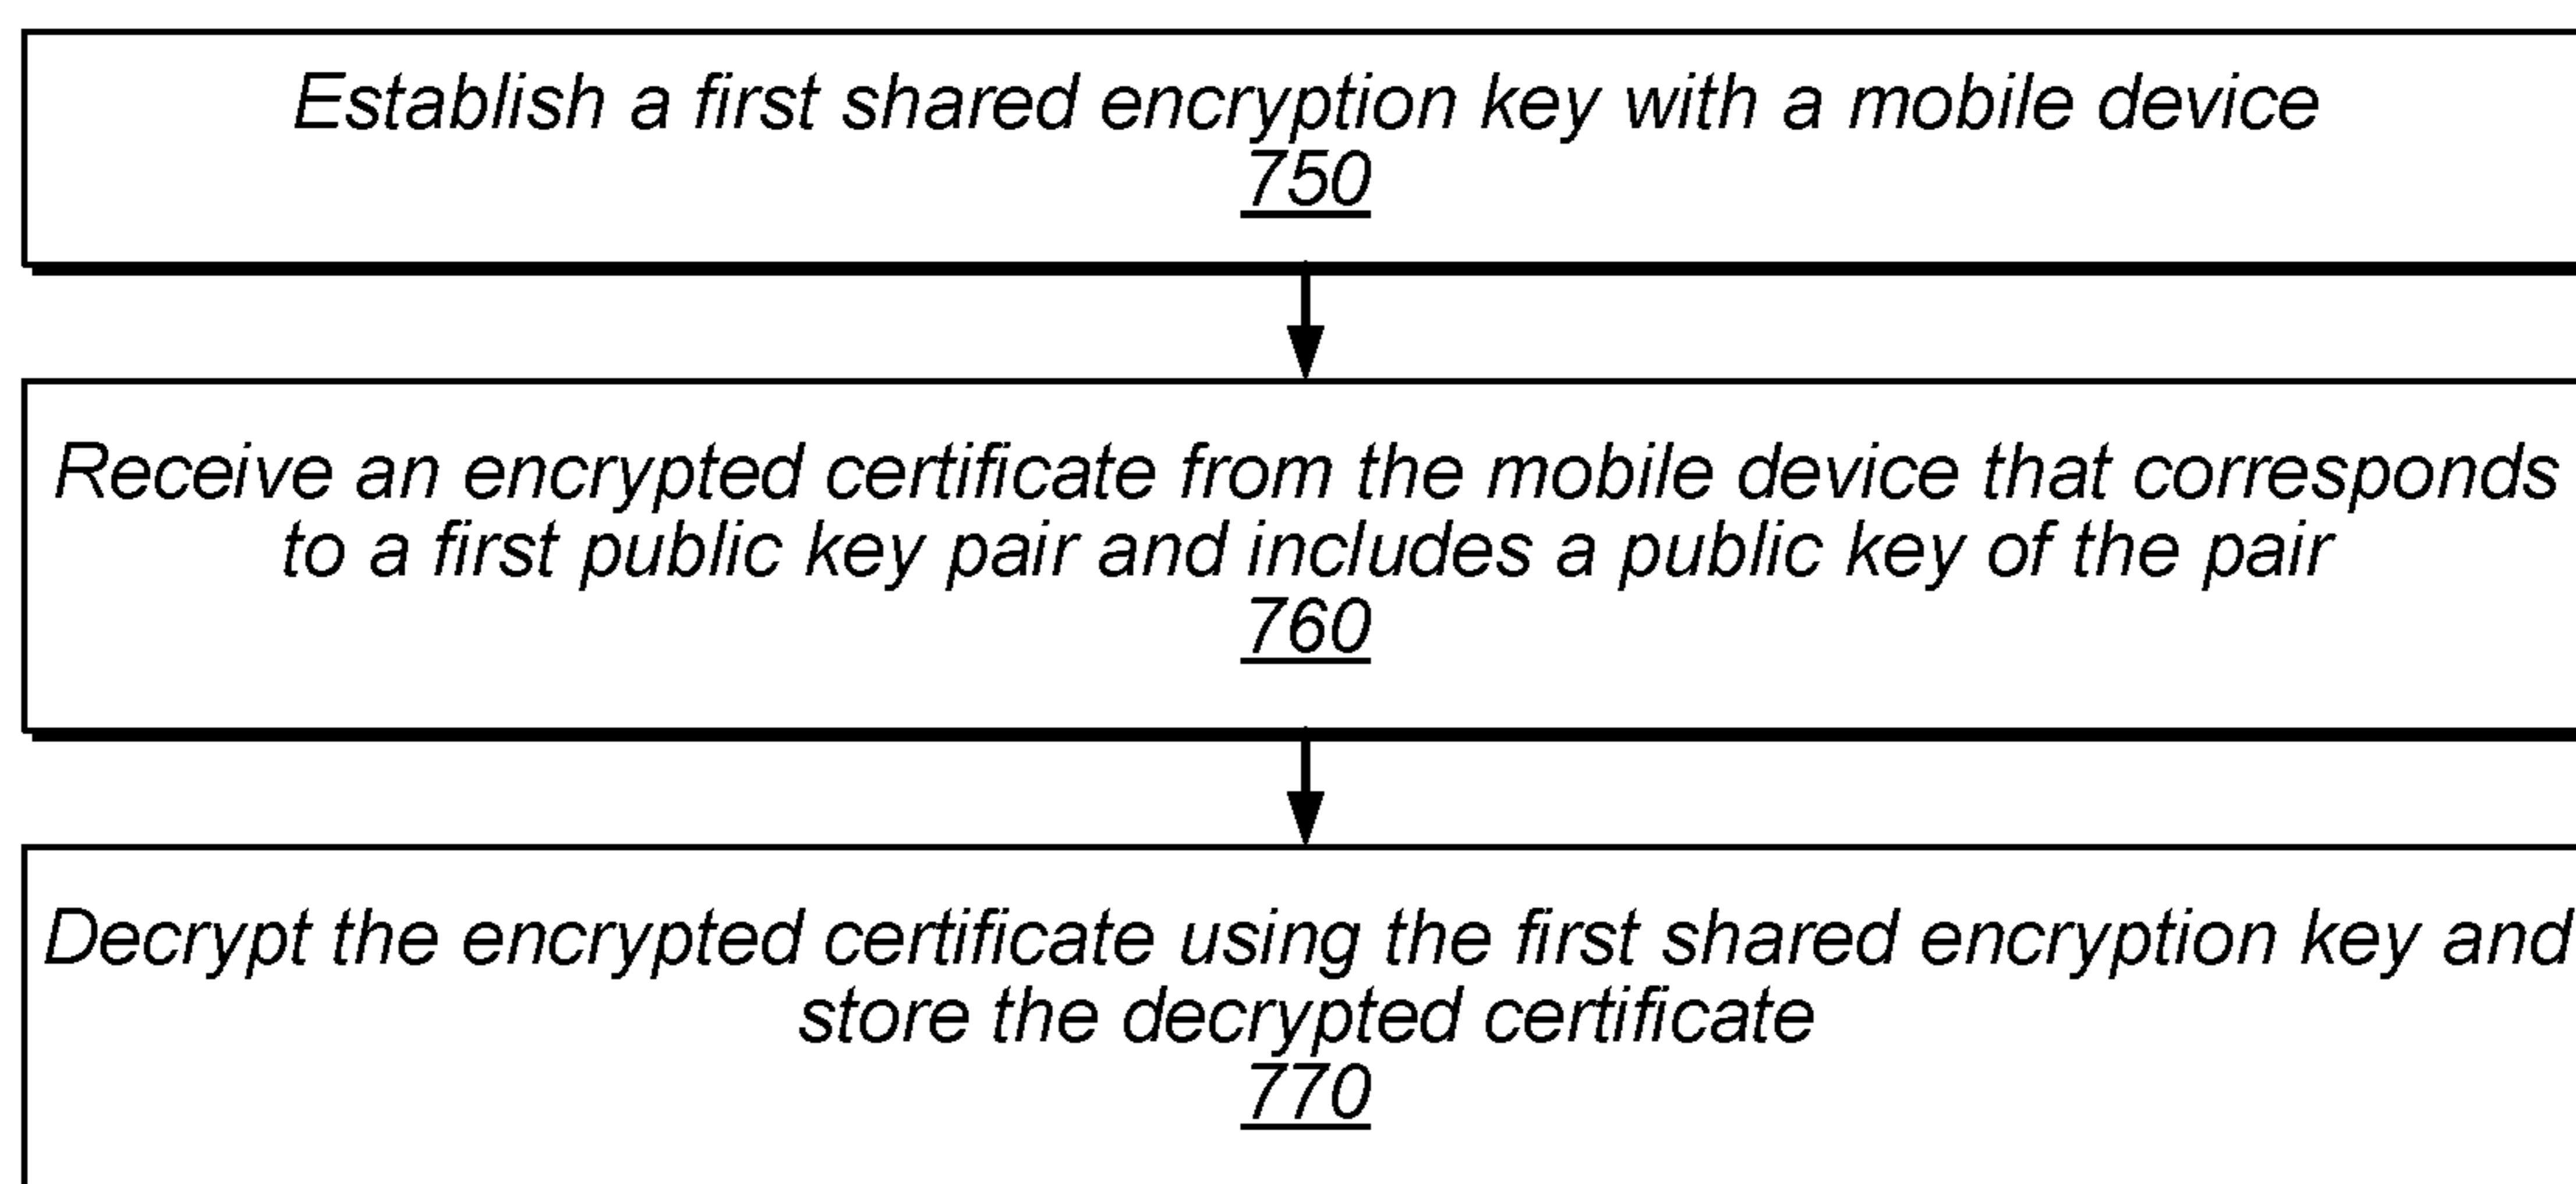 Establish a first shared encryption key with a mobile device
750
Receive an encrypted certificate from the mobile device that corresponds
to a first public key pair and includes a public key of the pair
760
Decrypt the encrypted certificate using the first shared encryption key and
store the decrypted certificate
770